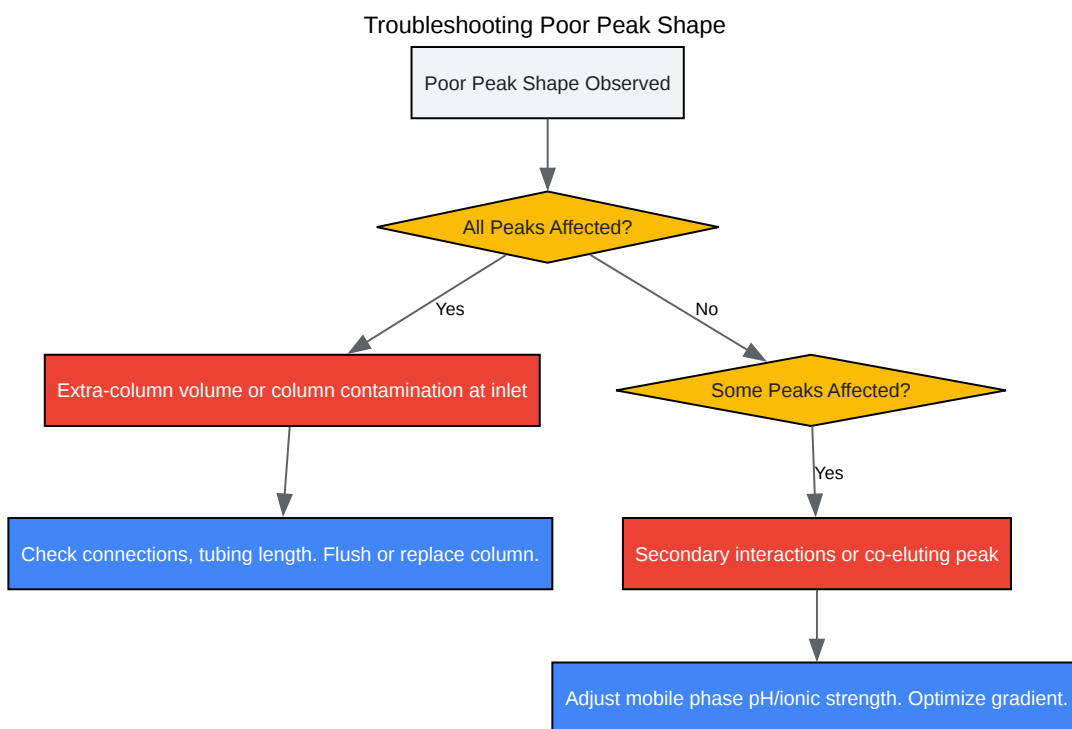 Troubleshooting Poor Peak Shape
Poor Peak Shape Observed
All Peaks Affected?
Yes
No
Extra-column volume or column contamination at inlet
Some Peaks Affected?
Yes
Check connections, tubing length. Flush or replace column.
Secondary interactions or co-eluting peak
Adjust mobile phase pH/ionic strength. Optimize gradient.